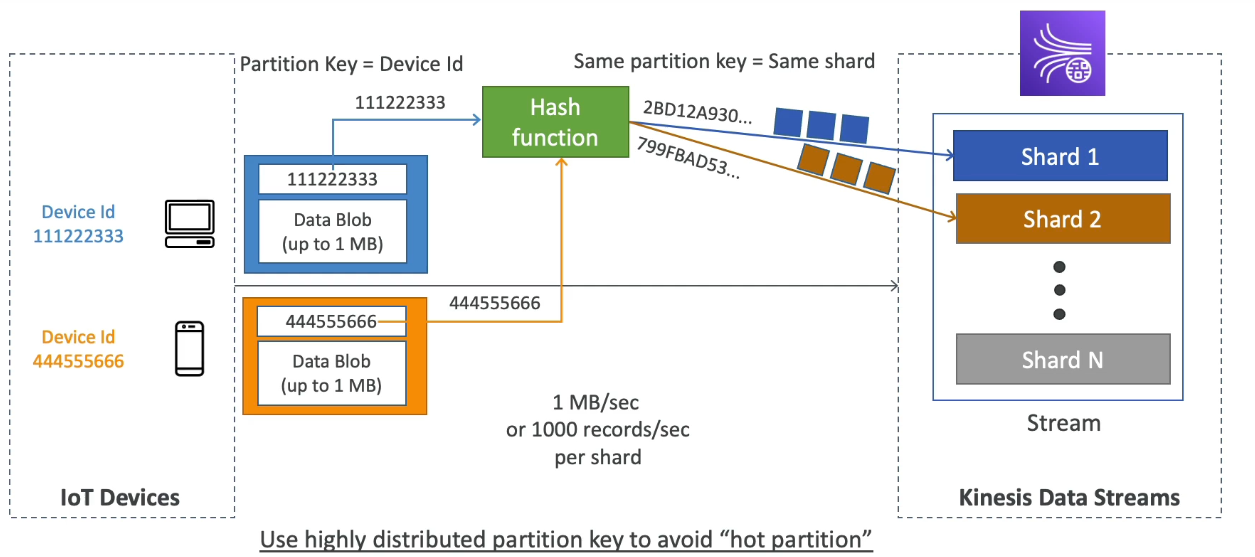 Partition Key = Device Id
Same partition key = Same shard
111222333
Hash
function
2BD12A930...
799FBAD53...
Device Id
111222333
111222333
Data Blob
(up to 1 MB)
Shard 1
Shard 2
Shard N
Stream
Device Id
444555666
444555666
Data Blob
(up to 1 MB)
444555666
1 MB/sec
or 1000 records/sec
per shard
IoT Devices
Kinesis Data Streams
Use highly distributed partition key to avoid “hot partition”